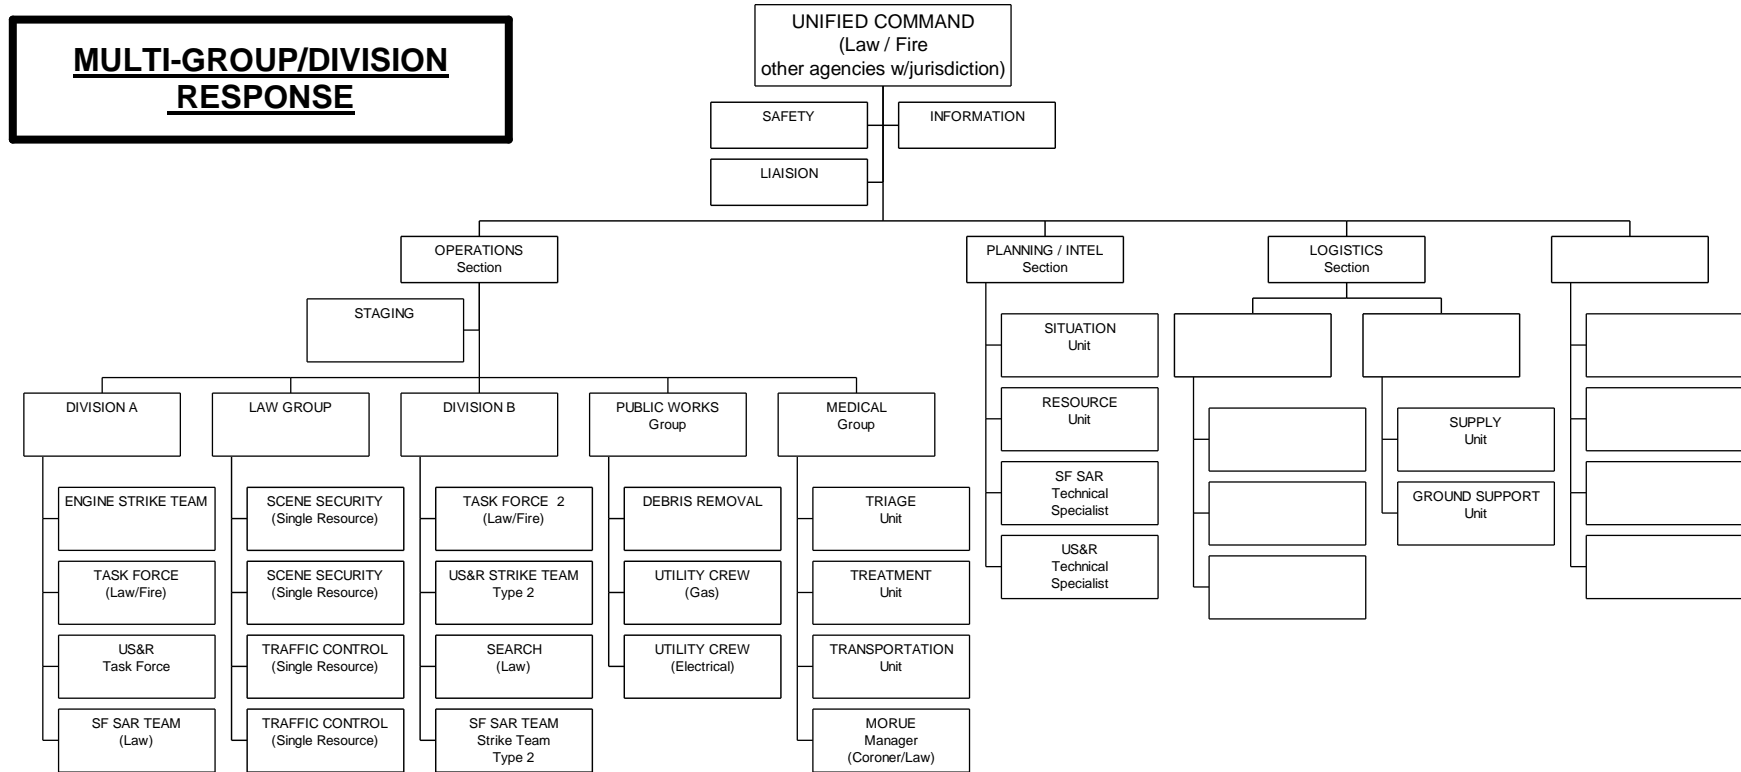 MULTI-GROUP/DIVISION
RESPONSE
UNIFIED COMMAND
(Law / Fire
other agencies w/jurisdiction)
SAFETY
INFORMATION
LIAISION
OPERATIONS
Section
PLANNING / INTEL
Section
LOGISTICS
Section
STAGING
SITUATION
Unit
RESOURCE
Unit
SF SAR
Technical
Specialist
US&R
Technical
Specialist
SUPPLY
Unit
GROUND SUPPORT
Unit
DIVISION A
LAW GROUP
DIVISION B
PUBLIC WORKS
Group
MEDICAL
Group
ENGINE STRIKE TEAM
TASK FORCE
(Law/Fire)
US&R
Task Force
SF SAR TEAM
(Law)
SCENE SECURITY
(Single Resource)
SCENE SECURITY
(Single Resource)
TRAFFIC CONTROL
(Single Resource)
TRAFFIC CONTROL
(Single Resource)
TASK FORCE 2
(Law/Fire)
US&R STRIKE TEAM
Type 2
SEARCH
(Law)
SF SAR TEAM
Strike Team
Type 2
DEBRIS REMOVAL
UTILITY CREW
(Gas)
UTILITY CREW
(Electrical)
TRIAGE
Unit
TREATMENT
Unit
TRANSPORTATION
Unit
MORUE
Manager
(Coroner/Law)